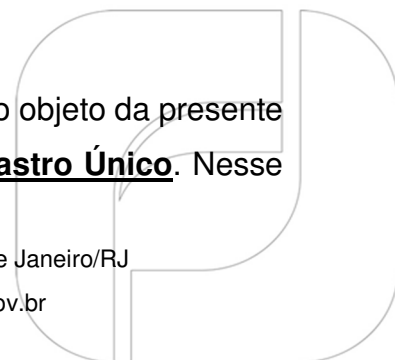 o objeto da presente
astro Único. Nesse
e Janeiro/RJ
ov.br